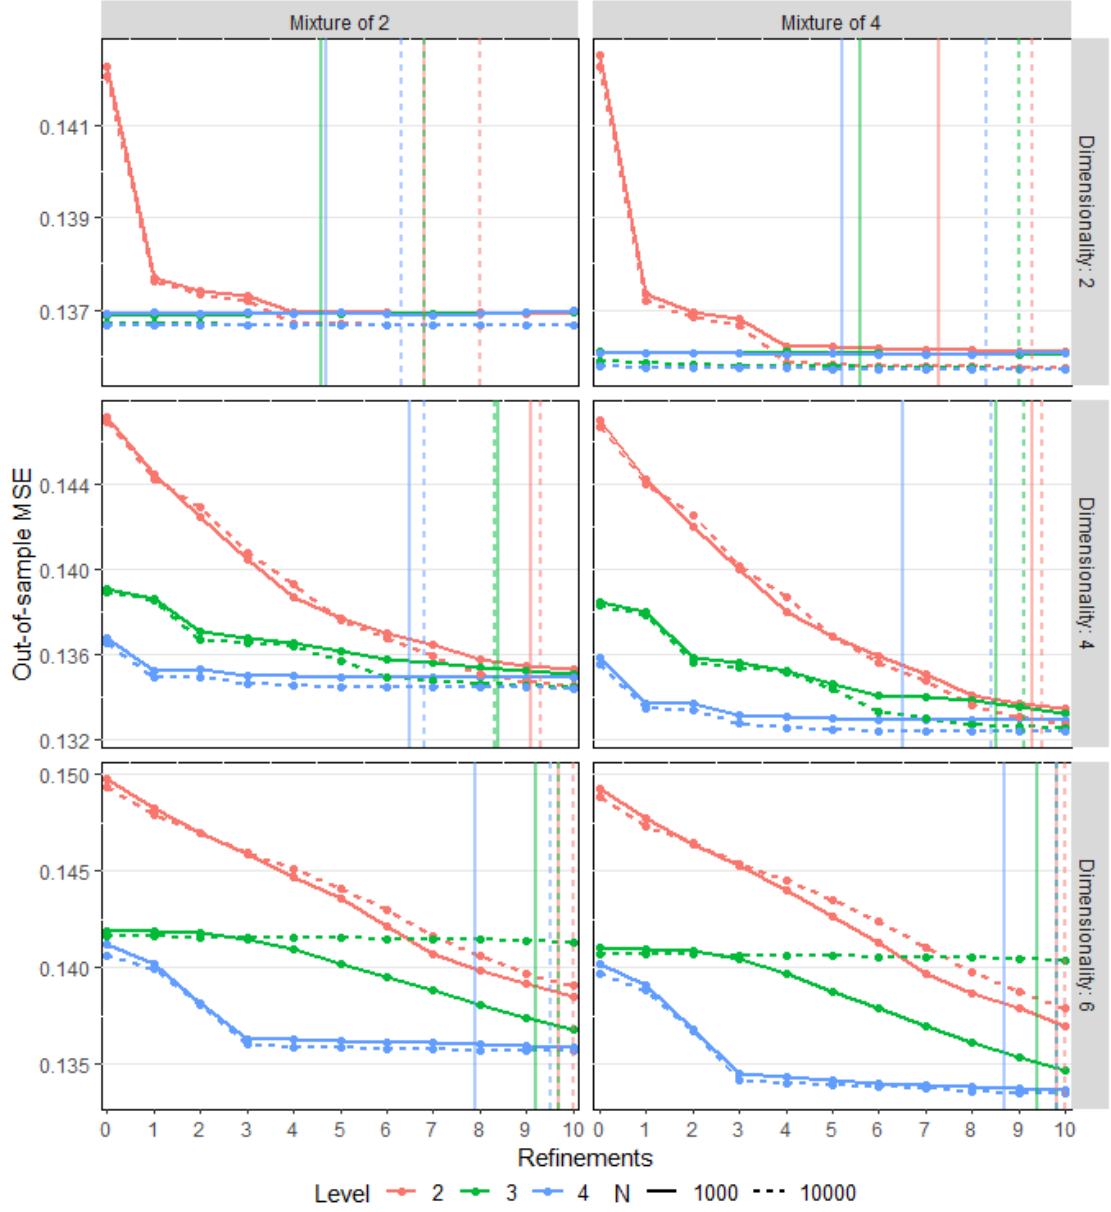 Mixture of 2
Mixture of 4
0.141
0.139
0.137
Dimensionality: 2
Out-of-sample MSE
0.144
0.140
0.136
0.132
Dimensionality: 4
0.150
0.145
0.140
0.135
Dimensionality: 6
0 1 2 3 4 5 6 7 8 9 10
0 1 2 3 4 5 6 7 8 9 10
Refinements
Level 2 3 4 N 1000 10000